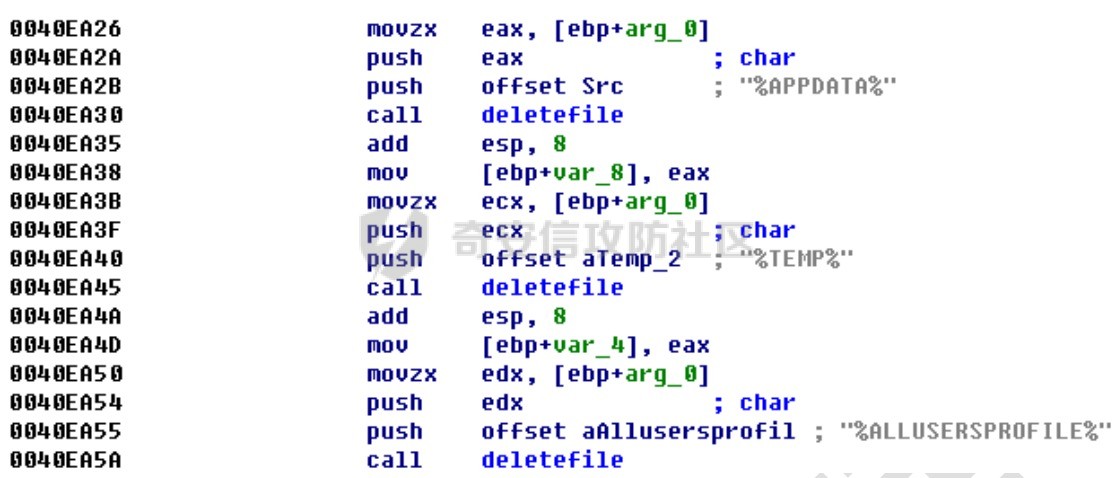 0040EA26 movzx eax, [ebp+arg_0]
0040EA2A push eax ; char
0040EA2B push offset Src ; "%APPDATA%"
0040EA30 call deletefile
0040EA35 add esp, 8
0040EA38 mov [ebp+var_8], eax
0040EA3B movzx ecx, [ebp+arg_0]
0040EA3F push ecx ; char
0040EA40 push offset aTemp_2 ; "%TEMP%"
0040EA45 call deletefile
0040EA4A add esp, 8
0040EA4D mov [ebp+var_4], eax
0040EA50 movzx edx, [ebp+arg_0]
0040EA54 push edx ; char
0040EA55 push offset aAllusersprofil ; "%ALLUSERSPROFILE%"
0040EA5A call deletefile
奇安信攻防社区